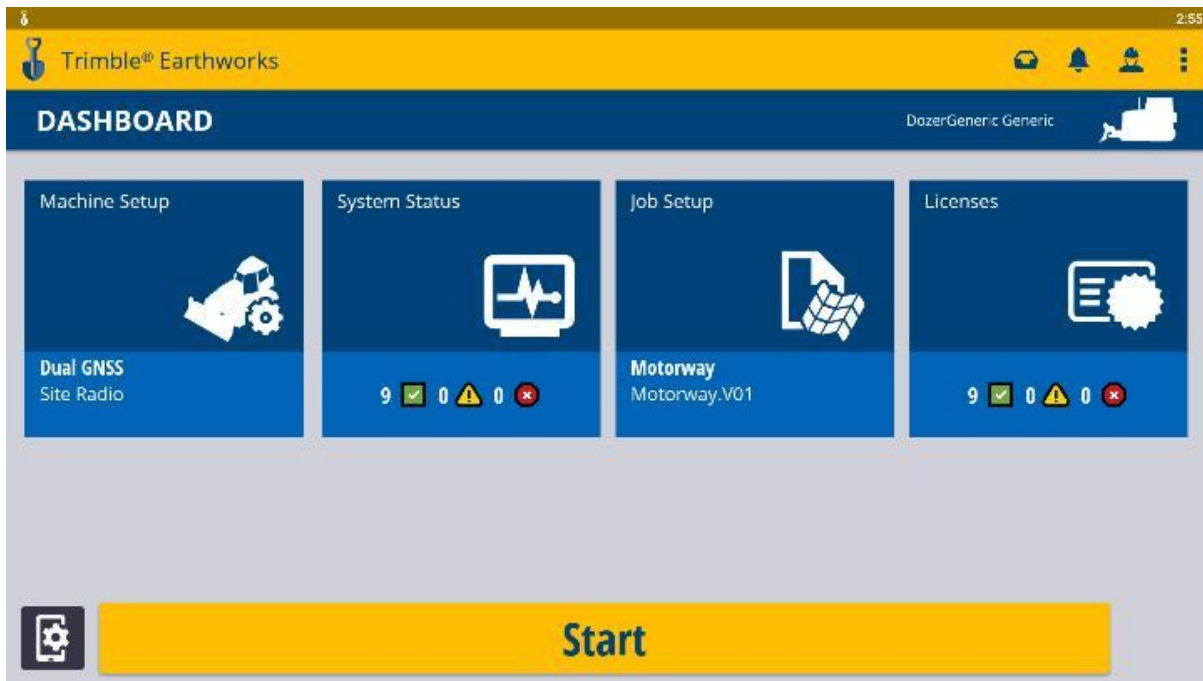 2:55
Trimble® Earthworks
DASHBOARD
DozerGeneric Generic
Machine Setup
Dual GNSS
Site Radio
System Status
9 0 0
Job Setup
Motorway
Motorway.V01
Licenses
9 0 0
Start